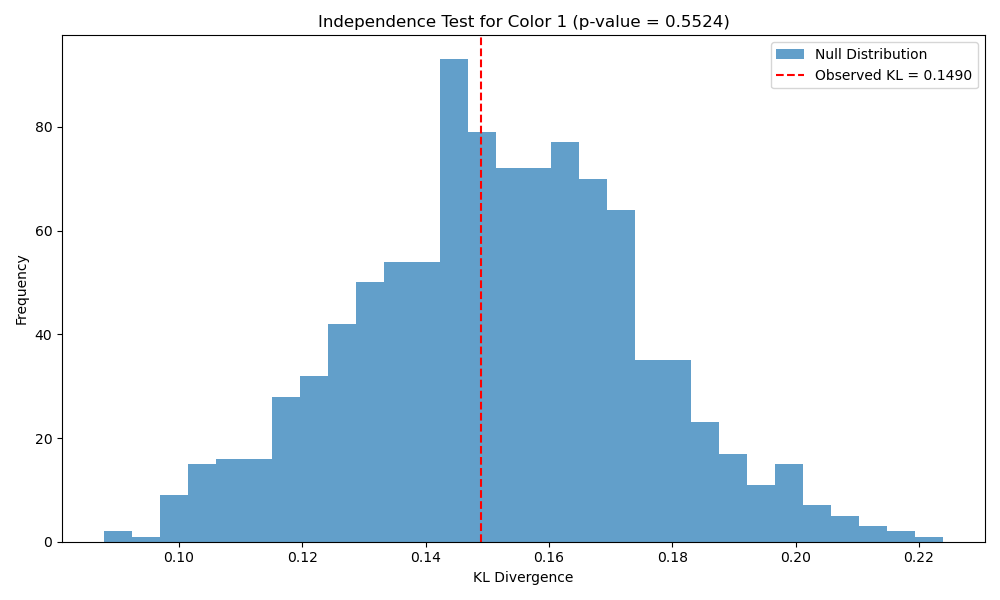 Independence Test for Color 1 (p-value = 0.5524)
Null Distribution
Observed KL = 0.1490
Frequency
80
60
40
20
0
0.10 0.12 0.14 0.16 0.18 0.20 0.22
KL Divergence